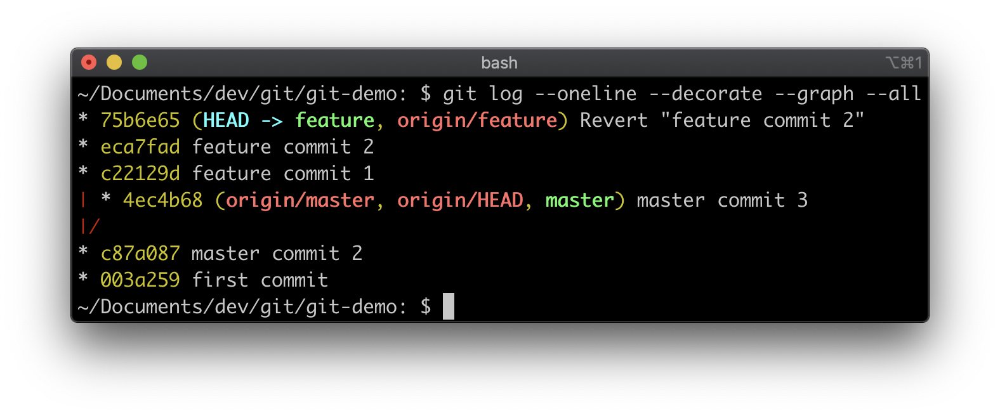 bash
⌥⌘1
~/Documents/dev/git/git-demo: $ git log --oneline --decorate --graph --all
* 75b6e65 (HEAD -> feature, origin/feature) Revert "feature commit 2"
* eca7fad feature commit 2
* c22129d feature commit 1
| * 4ec4b68 (origin/master, origin/HEAD, master) master commit 3
|/
* c87a087 master commit 2
* 003a259 first commit
~/Documents/dev/git/git-demo: $